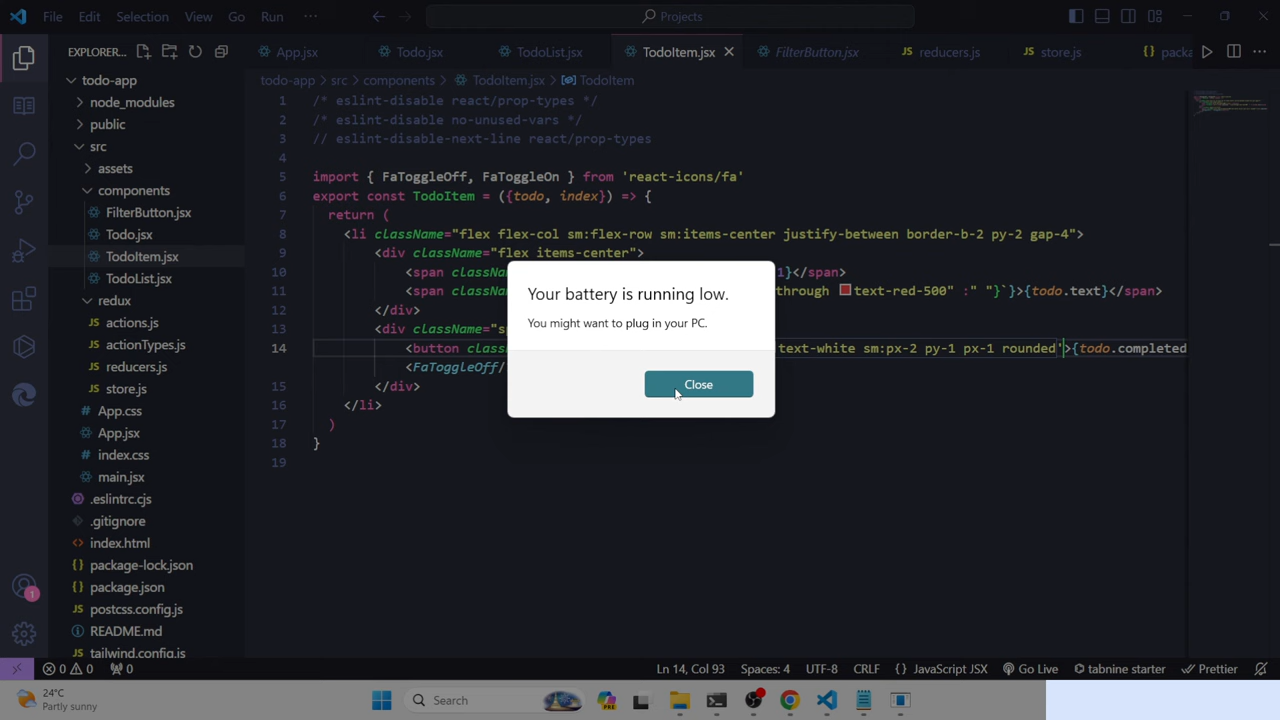 File Edit Selection View Go Run ··· Projects
EXPLORER... App.jsx Todo.jsx TodoList.jsx TodoItem.jsx FilterButton.jsx reducers.js store.js packa
todo-app > src > components > TodoItem.jsx > TodoItem
todo-app
node_modules
public
src
assets
components
FilterButton.jsx
Todo.jsx
TodoItem.jsx
TodoList.jsx
redux
actions.js
actionTypes.js
reducers.js
store.js
App.css
App.jsx
index.css
main.jsx
.eslintrc.cjs
.gitignore
index.html
package-lock.json
package.json
postcss.config.js
README.md
tailwind.config.js
1 /* eslint-disable react/prop-types */
2 /* eslint-disable no-unused-vars */
3 // eslint-disable-next-line react/prop-types
4
5 import { FaToggleOff, FaToggleOn } from 'react-icons/fa'
6 export const TodoItem = ({todo, index}) => {
7 return (
8 <li className="flex flex-col sm:flex-row sm:items-center justify-between border-b-2 py-2 gap-4">
9 <div className="flex items-center">
10 <span classNa 1}</span>
11 <span classNa through text-red-500" :" "}`}>{todo.text}</span>
12 </div>
13 <div className="s
14 <button class text-white sm:px-2 py-1 px-1 rounded'>{todo.completed
<FaToggleOff/
15 </div>
16 </li>
17 )
18 }
19
Your battery is running low.
You might want to plug in your PC.
Close
1
0 0 0 Ln 14, Col 93 Spaces: 4 UTF-8 CRLF {} JavaScript JSX Go Live tabnine starter Prettier
24°C
Partly sunny
Search
PRE